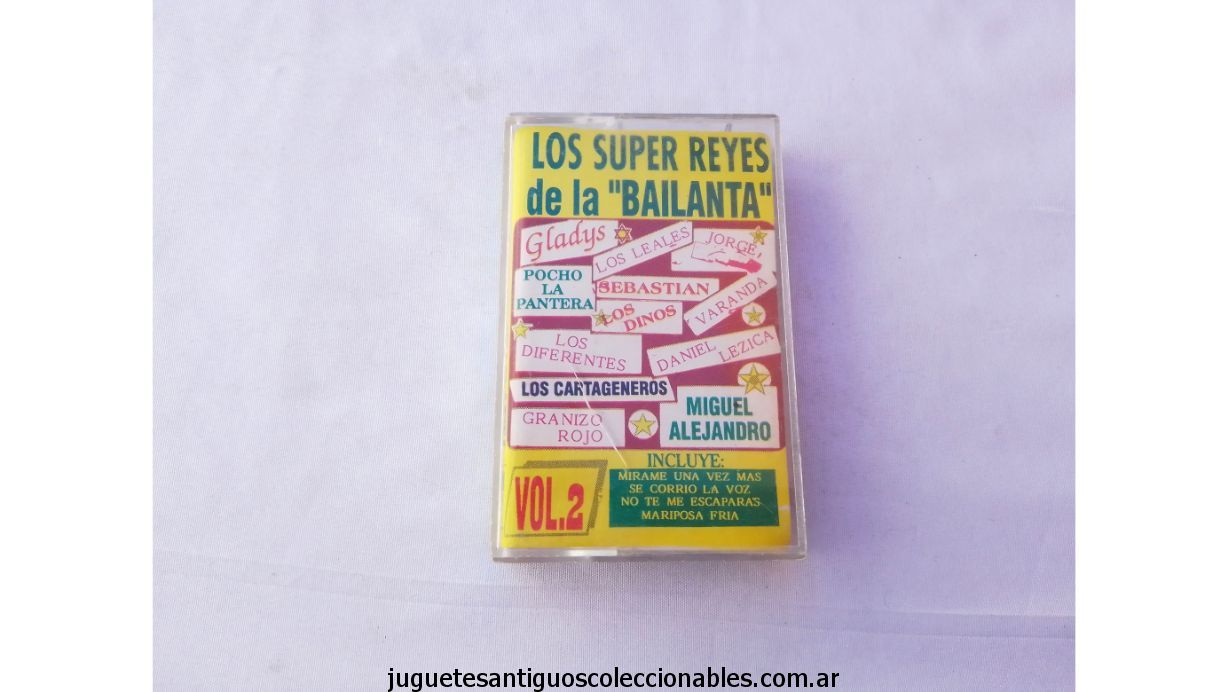 LOS SUPER REYES
de la "BAILANTA"
Gladys
LOS LEALES
JORGE,
POCHO
LA
PANTERA
SEBASTIAN
VARANDA
LOS
DINOS
LOS
DIFERENTES
DANIEL
LEZICA
LOS CARTAGENEROS
GRANIZO
ROJO
MIGUEL
ALEJANDRO
VOL.2
INCLUYE:
MIRAME UNA VEZ MAS
SE CORRIO LA VOZ
NO TE ME ESCAPARAS
MARIPOSA FRIA
juguetesantiguoscoleccionables.com.ar